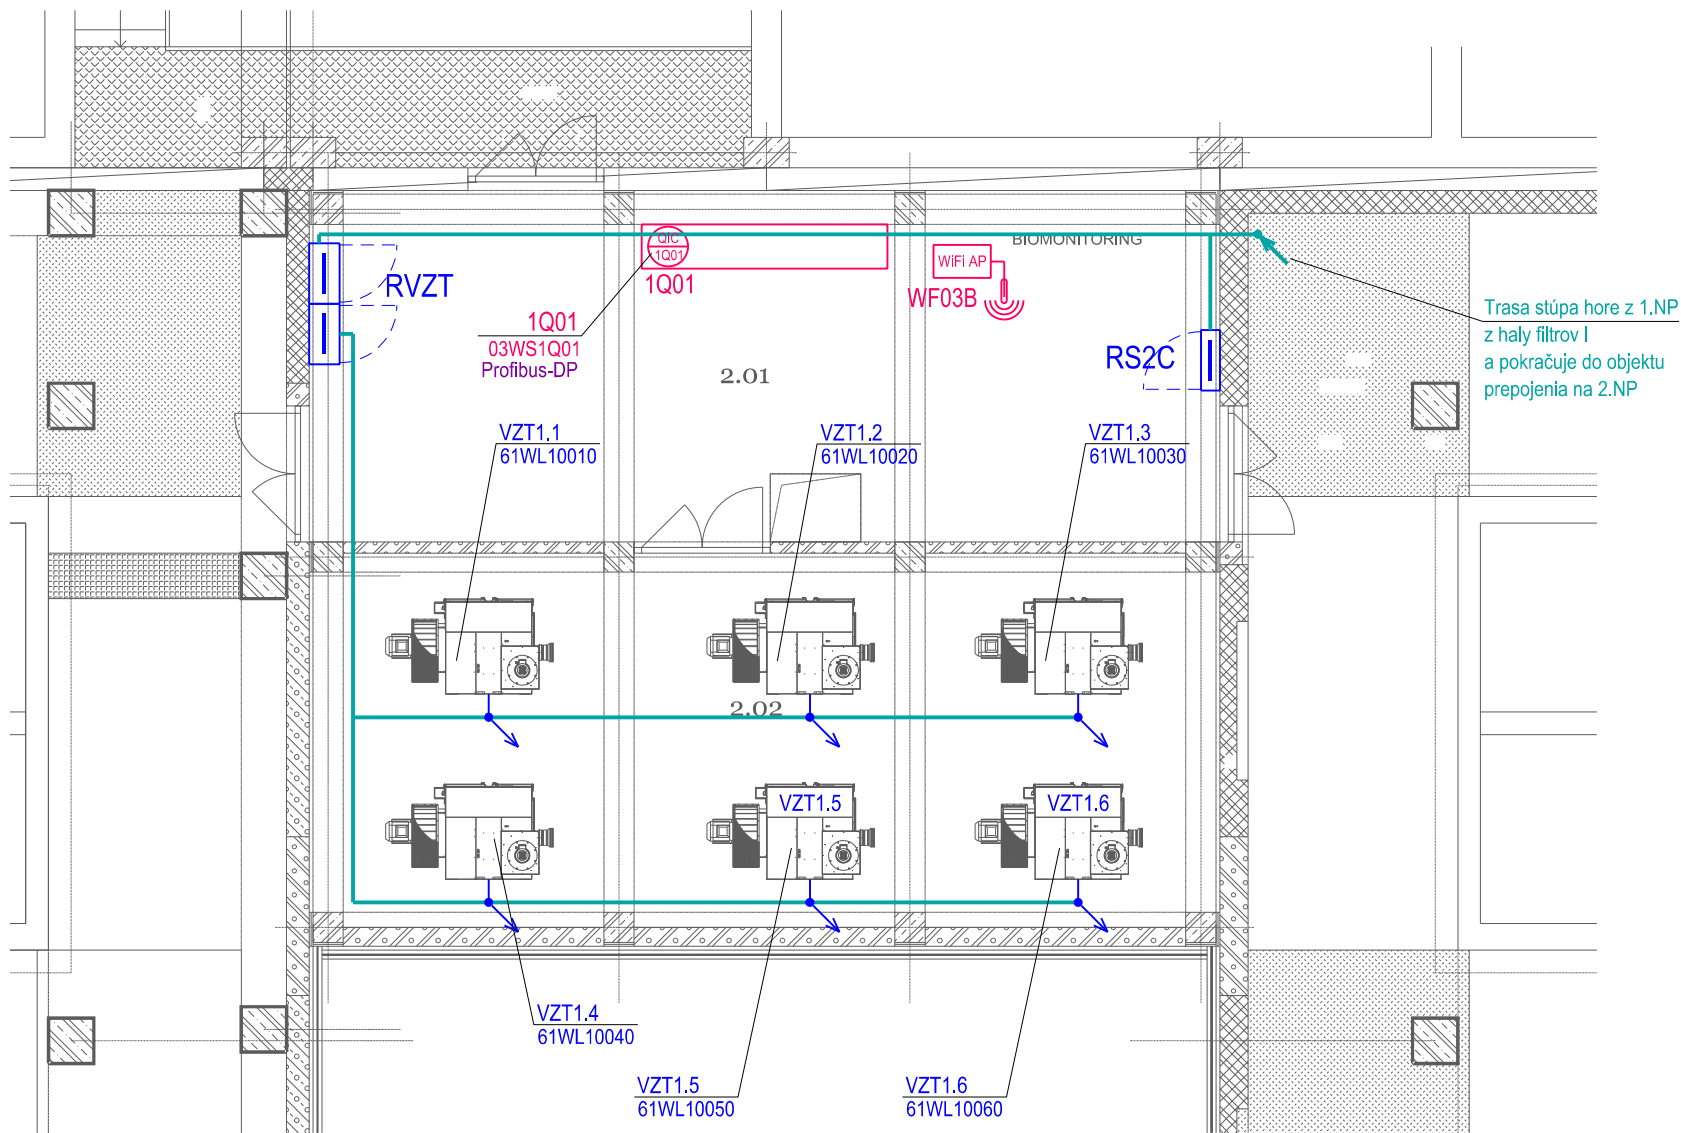 BIOMONITORING
QIC
1Q01
WiFi AP
RVZT
1Q01
WF03B
Trasa stúpa hore z 1.NP
z haly filtrov I
a pokračuje do objektu
prepojenia na 2.NP
1Q01
03WS1Q01
Profibus-DP
RS2C
2.01
VZT1.1
61WL10010
VZT1.2
61WL10020
VZT1.3
61WL10030
2.02
VZT1.5
VZT1.6
VZT1.4
61WL10040
VZT1.5
61WL10050
VZT1.6
61WL10060